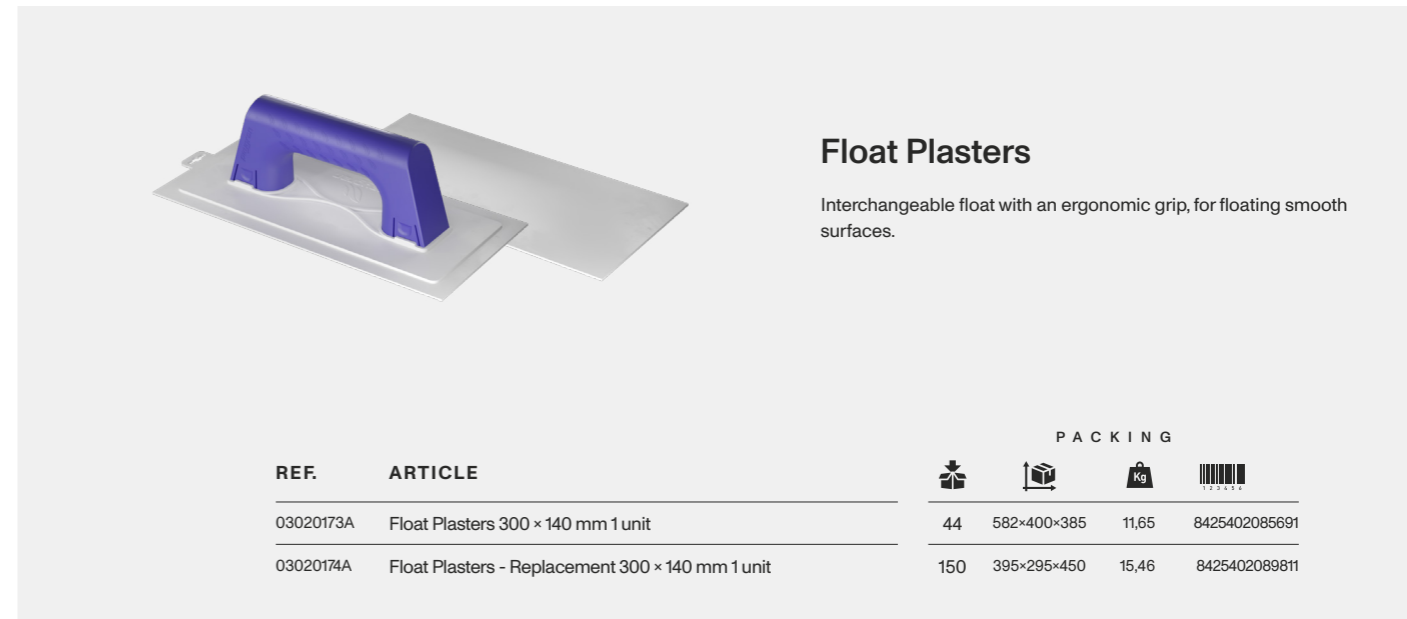 Float Plasters
Interchangeable float with an ergonomic grip, for floating smooth
surfaces.
PACKING
REF. ARTICLE
Kg
123456
03020173A Float Plasters 300 × 140 mm 1 unit 44 582×400×385 11,65 8425402085691
03020174A Float Plasters - Replacement 300 × 140 mm 1 unit 150 395×295×450 15,46 8425402089811